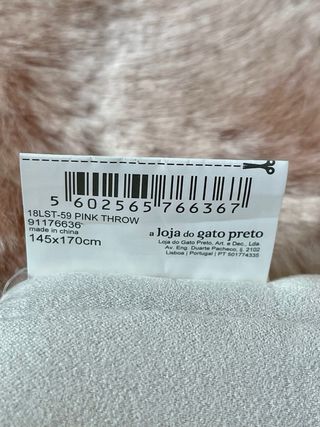 5 602565 766367
18LST-59 PINK THROW
91176636
made in china
145x170cm
a loja do gato preto
Loja do Gato Preto, Art. e Dec., Lda.
Av. Eng. Duarte Pacheco, lj. 2102
Lisboa | Portugal | PT 501774335